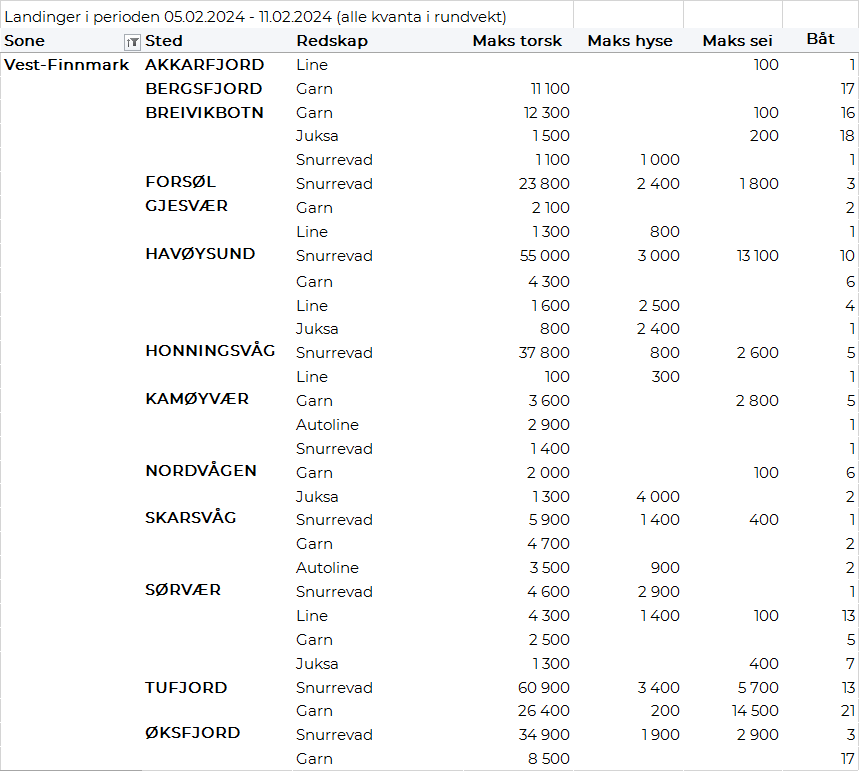 Landinger i perioden 05.02.2024 - 11.02.2024 (alle kvanta i rundvekt)
Sone Sted Redskap Maks torsk Maks hyse Maks sei Båt
Vest-Finnmark AKKARFJORD Line 100 1
BERGSFJORD Garn 11 100 17
BREIVIKBOTN Garn 12 300 100 16
Juksa 1 500 200 18
Snurrevad 1 100 1 000 1
FORSØL Snurrevad 23 800 2 400 1 800 3
GJESVÆR Garn 2 100 2
Line 1 300 800 1
HAVØYSUND Snurrevad 55 000 3 000 13 100 10
Garn 4 300 6
Line 1 600 2 500 4
Juksa 800 2 400 1
HONNINGSVÅG Snurrevad 37 800 800 2 600 5
Line 100 300 1
KAMØYVÆR Garn 3 600 2 800 5
Autoline 2 900 1
Snurrevad 1 400 1
NORDVÅGEN Garn 2 000 100 6
Juksa 1 300 4 000 2
SKARSVÅG Snurrevad 5 900 1 400 400 1
Garn 4 700 2
Autoline 3 500 900 2
SØRVÆR Snurrevad 4 600 2 900 1
Line 4 300 1 400 100 13
Garn 2 500 5
Juksa 1 300 400 7
TUFJORD Snurrevad 60 900 3 400 5 700 13
Garn 26 400 200 14 500 21
ØKSFJORD Snurrevad 34 900 1 900 2 900 3
Garn 8 500 17